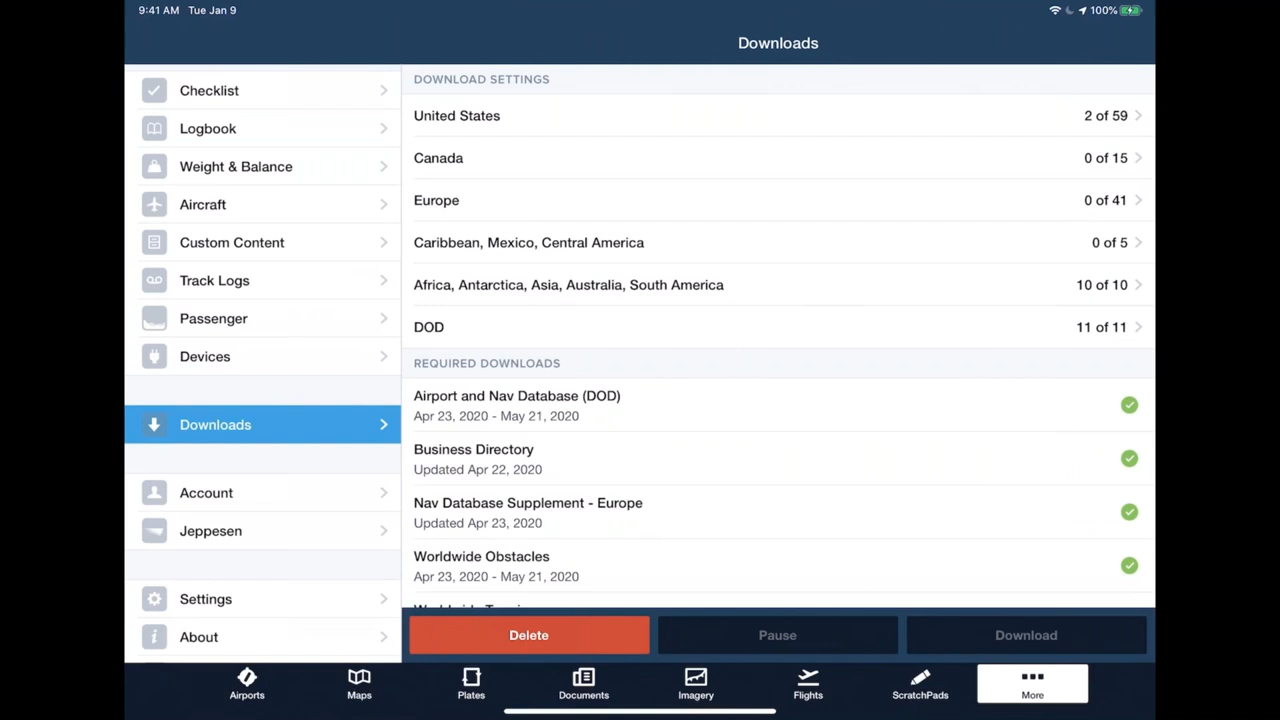 9:41 AM Tue Jan 9
100%
Downloads
Checklist
Logbook
Weight & Balance
Aircraft
Custom Content
Track Logs
Passenger
Devices
Downloads
Account
Jeppesen
Settings
About
DOWNLOAD SETTINGS
United States 2 of 59
Canada 0 of 15
Europe 0 of 41
Caribbean, Mexico, Central America 0 of 5
Africa, Antarctica, Asia, Australia, South America 10 of 10
DOD 11 of 11
REQUIRED DOWNLOADS
Airport and Nav Database (DOD)
Apr 23, 2020 - May 21, 2020
Business Directory
Updated Apr 22, 2020
Nav Database Supplement - Europe
Updated Apr 23, 2020
Worldwide Obstacles
Apr 23, 2020 - May 21, 2020
Delete Pause Download
Airports Maps Plates Documents Imagery Flights ScratchPads More